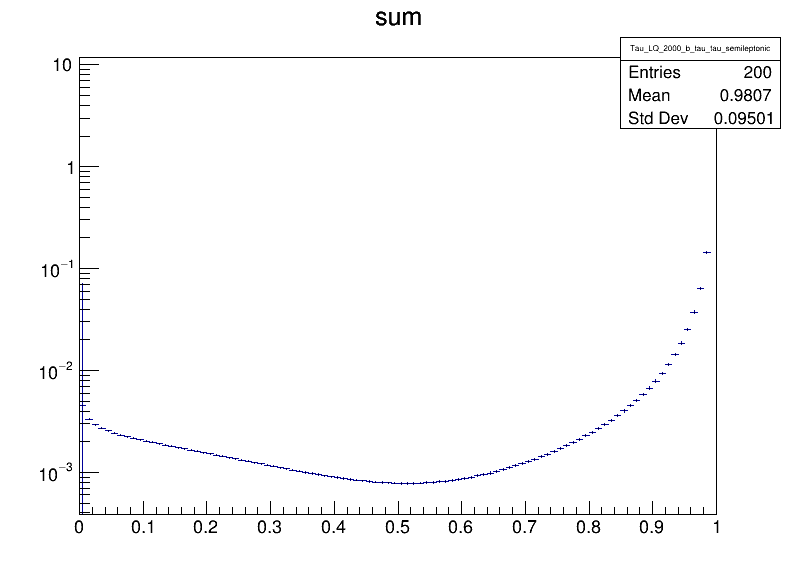 sum
Tau_LQ_2000_b_tau_tau_semileptonic
Entries 200
Mean 0.9807
Std Dev 0.09501
10
1
10⁻¹
10⁻²
10⁻³
0 0.1 0.2 0.3 0.4 0.5 0.6 0.7 0.8 0.9 1